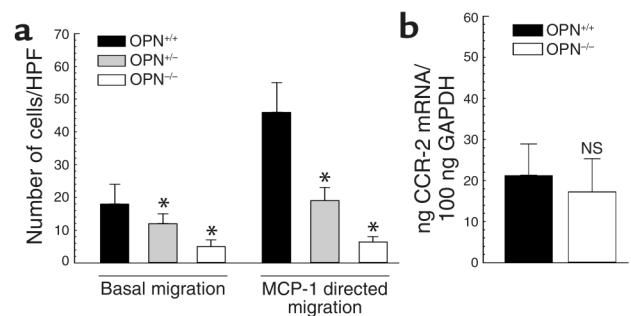 a
Number of cells/HPF
70
60
50
40
30
20
10
0
OPN+/+
OPN+/−
OPN−/−
*
*
*
*
Basal migration
MCP-1 directed
migration
b
ng CCR-2 mRNA/
100 ng GAPDH
60
50
40
30
20
10
0
OPN+/+
OPN−/−
NS